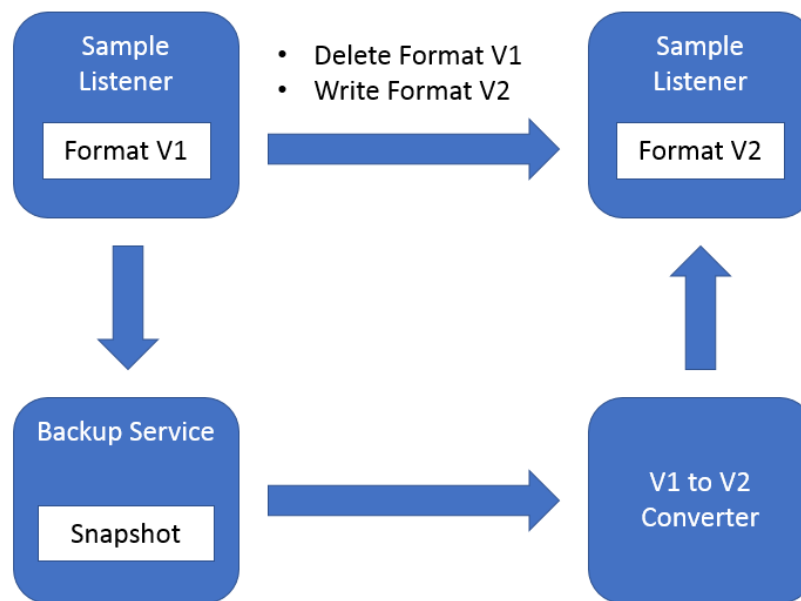 Sample
Listener
Format V1
• Delete Format V1
• Write Format V2
Sample
Listener
Format V2
Backup Service
Snapshot
V1 to V2
Converter